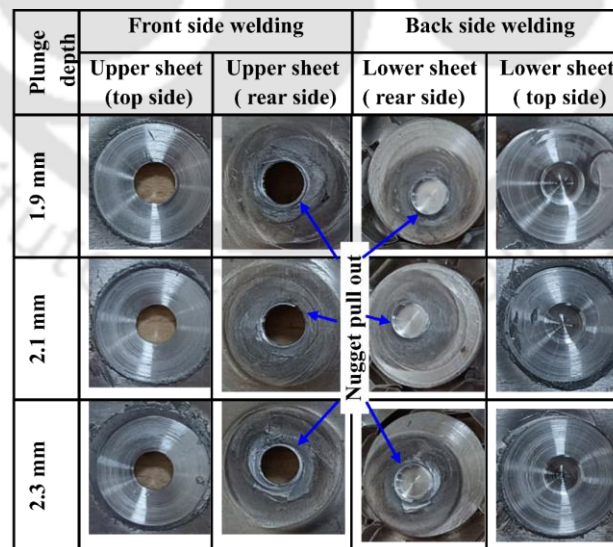 Plunge
depth
Front side welding
Back side welding
Upper sheet
(top side)
Upper sheet
( rear side)
Lower sheet
( rear side)
Lower sheet
( top side)
1.9 mm
2.1 mm
2.3 mm
Nugget pull out